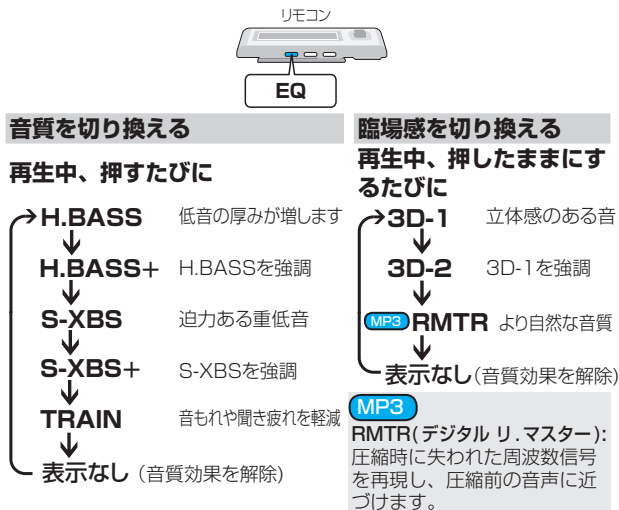 リモコン
EQ
音質を切り換える
再生中、押すたびに
H.BASS 低音の厚みが増します
H.BASS+ H.BASSを強調
S-XBS 迫力ある重低音
S-XBS+ S-XBSを強調
TRAIN 音もれや聞き疲れを軽減
表示なし(音質効果を解除)
臨場感を切り換える
再生中、押したままにす
るたびに
3D-1 立体感のある音
3D-2 3D-1を強調
MP3 RMTR より自然な音質
表示なし(音質効果を解除)
MP3
RMTR(デジタル リ.マスター):
圧縮時に失われた周波数信号
を再現し、圧縮前の音声に近
づけます。